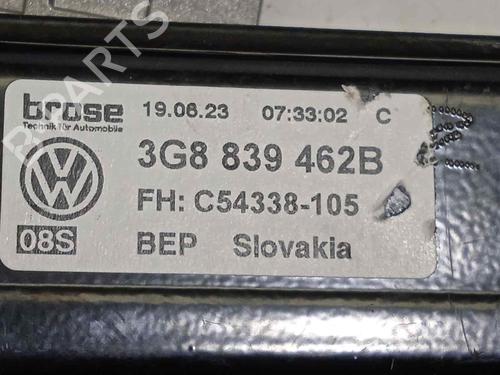 brose 19.06.23 07:33:02 C
Technik für Automobile
3G8 839 462B
FH: C54338-105
08S BEP Slovakia